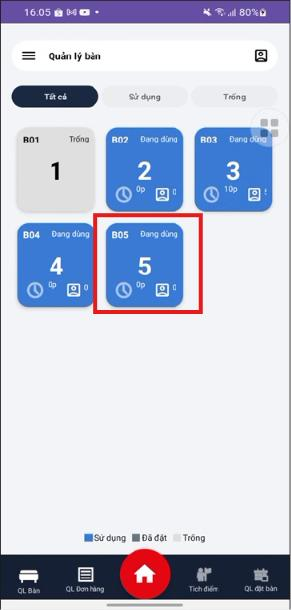 16.05 80%
Quản lý bàn
Tất cả Sử dụng Trống
B01 Trống B02 Đang dùng B03 Đang dùng
1 2 3
0p 0 10p
B04 Đang dùng B05 Đang dùng
4 5
0p 0 0p 0
Sử dụng Đã đặt Trống
QL Bàn QL Đơn hàng Tích điểm QL đặt bàn